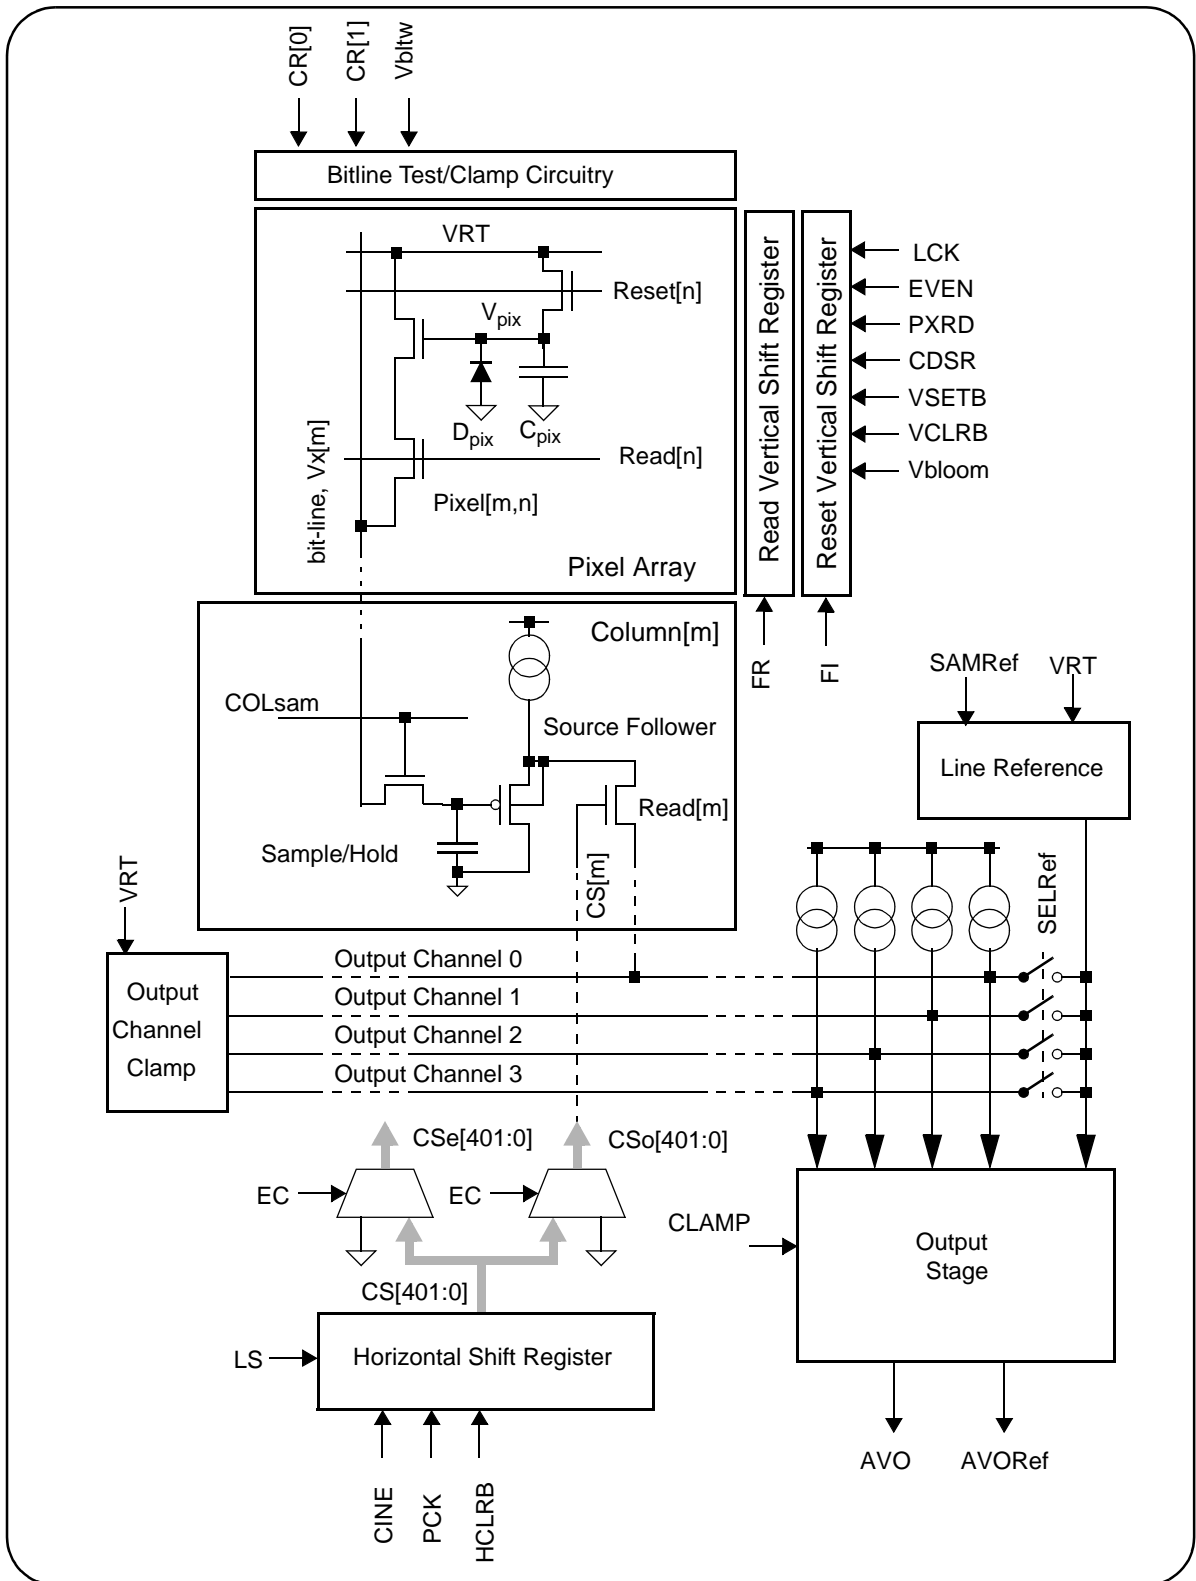 CR[0]
CR[1]
Vbltw
Bitline Test/Clamp Circuitry
VRT
Reset[n]
Vpix
Dpix
Cpix
Read[n]
bit-line, Vx[m]
Pixel[m,n]
Pixel Array
Read Vertical Shift Register
Reset Vertical Shift Register
LCK
EVEN
PXRD
CDSR
VSETB
VCLRB
Vbloom
FR
FI
Column[m]
COLsam
Source Follower
Read[m]
Sample/Hold
CS[m]
SAMRef
VRT
Line Reference
SELRef
VRT
Output
Channel
Clamp
Output Channel 0
Output Channel 1
Output Channel 2
Output Channel 3
CSe[401:0]
CSo[401:0]
EC
EC
CS[401:0]
CLAMP
Output
Stage
LS
Horizontal Shift Register
CINE
PCK
HCLRB
AVO
AVORef